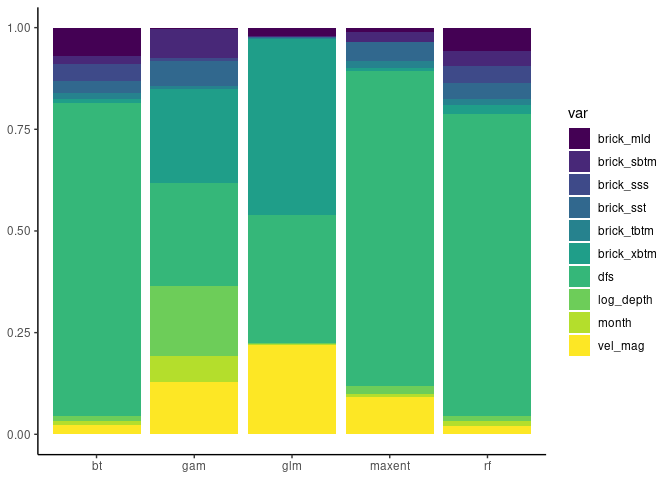 1.00
0.75
0.50
0.25
0.00
bt gam glm maxent rf
var
brick_mld
brick_sbtm
brick_sss
brick_sst
brick_tbtm
brick_xbtm
dfs
log_depth
month
vel_mag